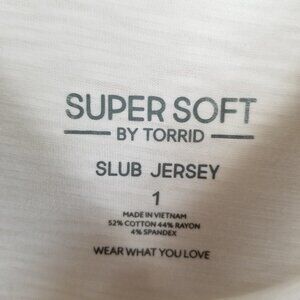 SUPER SOFT
BY TORRID
SLUB JERSEY
1
MADE IN VIETNAM
52% COTTON 44% RAYON
4% SPANDEX
WEAR WHAT YOU LOVE